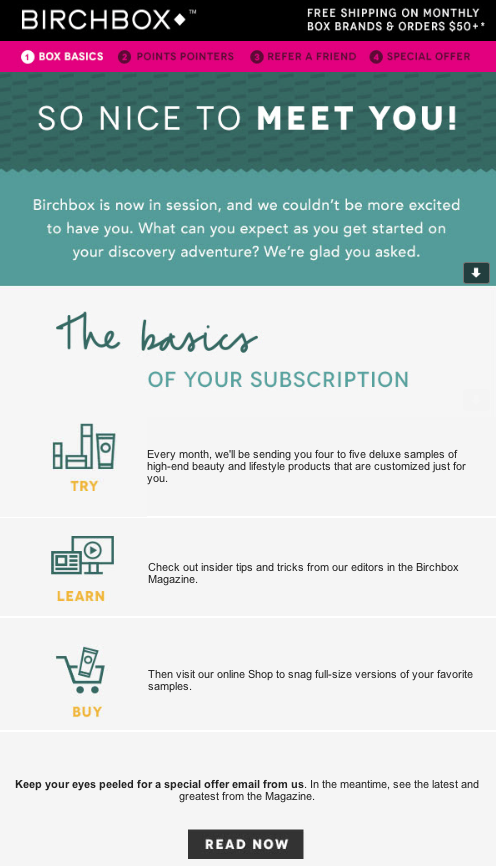 BIRCHBOX◆™
FREE SHIPPING ON MONTHLY
BOX BRANDS & ORDERS $50+*
1 BOX BASICS 2 POINTS POINTERS 3 REFER A FRIEND 4 SPECIAL OFFER
SO NICE TO MEET YOU!
Birchbox is now in session, and we couldn't be more excited
to have you. What can you expect as you get started on
your discovery adventure? We're glad you asked.
The basics
OF YOUR SUBSCRIPTION
Every month, we'll be sending you four to five deluxe samples of
high-end beauty and lifestyle products that are customized just for
you.
TRY
Check out insider tips and tricks from our editors in the Birchbox
Magazine.
LEARN
Then visit our online Shop to snag full-size versions of your favorite
samples.
BUY
Keep your eyes peeled for a special offer email from us. In the meantime, see the latest and
greatest from the Magazine.
READ NOW